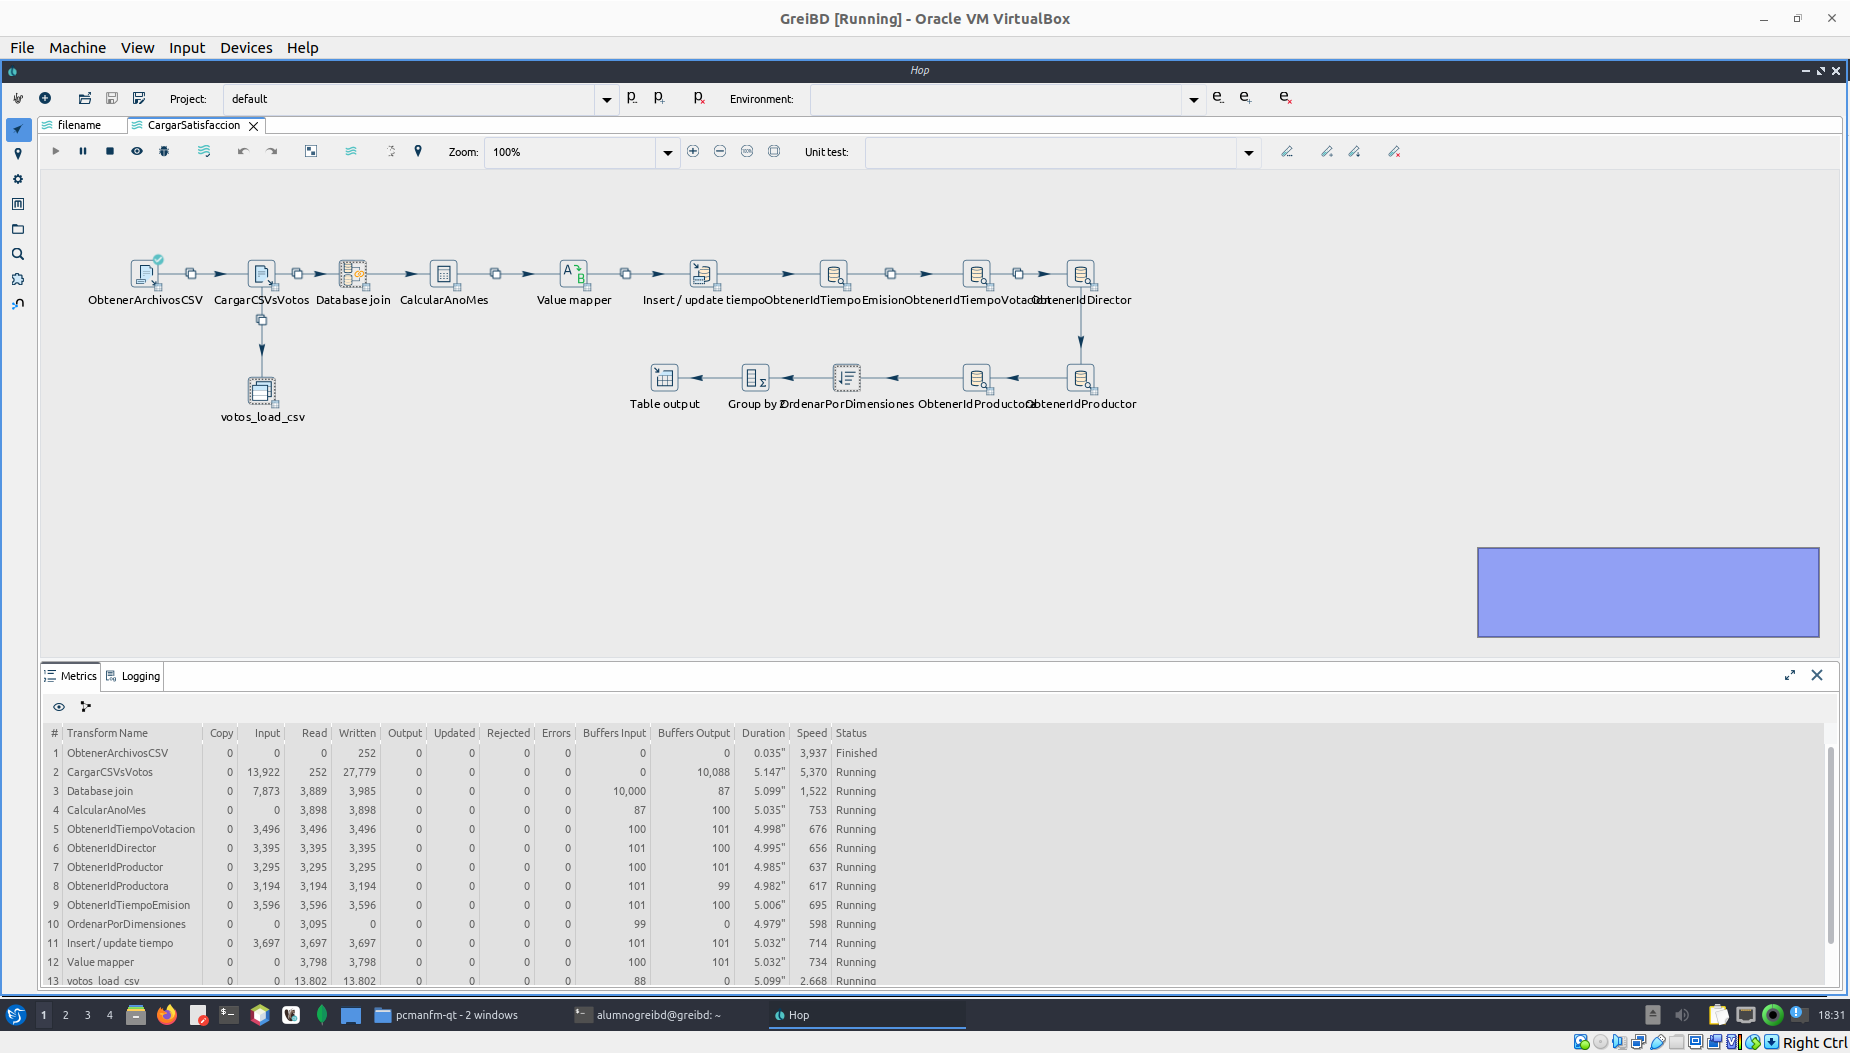 GreiBD [Running] - Oracle VM VirtualBox
File Machine View Input Devices Help
Hop
Project: default Environment:
filename CargarSatisfaccion
Zoom: 100% Unit test:
ObtenerArchivosCSV CargarCSVsVotos Database join CalcularAnoMes Value mapper Insert / update tiempo ObtenerIdTiempoEmision ObtenerIdTiempoVotacion ObtenerIdDirector
Table output Group by 2 OrdenarPorDimensiones ObtenerIdProductora ObtenerIdProductor
votos_load_csv
Metrics Logging
# Transform Name Copy Input Read Written Output Updated Rejected Errors Buffers Input Buffers Output Duration Speed Status
1 ObtenerArchivosCSV 0 0 0 252 0 0 0 0 0 0 0.035" 3,937 Finished
2 CargarCSVsVotos 0 13,922 252 27,779 0 0 0 0 0 10,088 5.147" 5,370 Running
3 Database join 0 7,873 3,889 3,985 0 0 0 0 10,000 87 5.099" 1,522 Running
4 CalcularAnoMes 0 0 3,898 3,898 0 0 0 0 87 100 5.035" 753 Running
5 ObtenerIdTiempoVotacion 0 3,496 3,496 3,496 0 0 0 0 100 101 4.998" 676 Running
6 ObtenerIdDirector 0 3,395 3,395 3,395 0 0 0 0 101 100 4.995" 656 Running
7 ObtenerIdProductor 0 3,295 3,295 3,295 0 0 0 0 100 101 4.985" 637 Running
8 ObtenerIdProductora 0 3,194 3,194 3,194 0 0 0 0 101 99 4.982" 617 Running
9 ObtenerIdTiempoEmision 0 3,596 3,596 3,596 0 0 0 0 101 100 5.006" 695 Running
10 OrdenarPorDimensiones 0 0 3,095 0 0 0 0 0 99 0 4.979" 598 Running
11 Insert / update tiempo 0 3,697 3,697 3,697 0 0 0 0 101 101 5.032" 714 Running
12 Value mapper 0 0 3,798 3,798 0 0 0 0 100 101 5.032" 734 Running
13 votos_load_csv 0 0 13,802 13,802 0 0 0 0 88 0 5.099" 2,668 Running
1 2 3 4 pcmanfm-qt - 2 windows alumnogreibd@greibd: ~ Hop 18:31
Right Ctrl